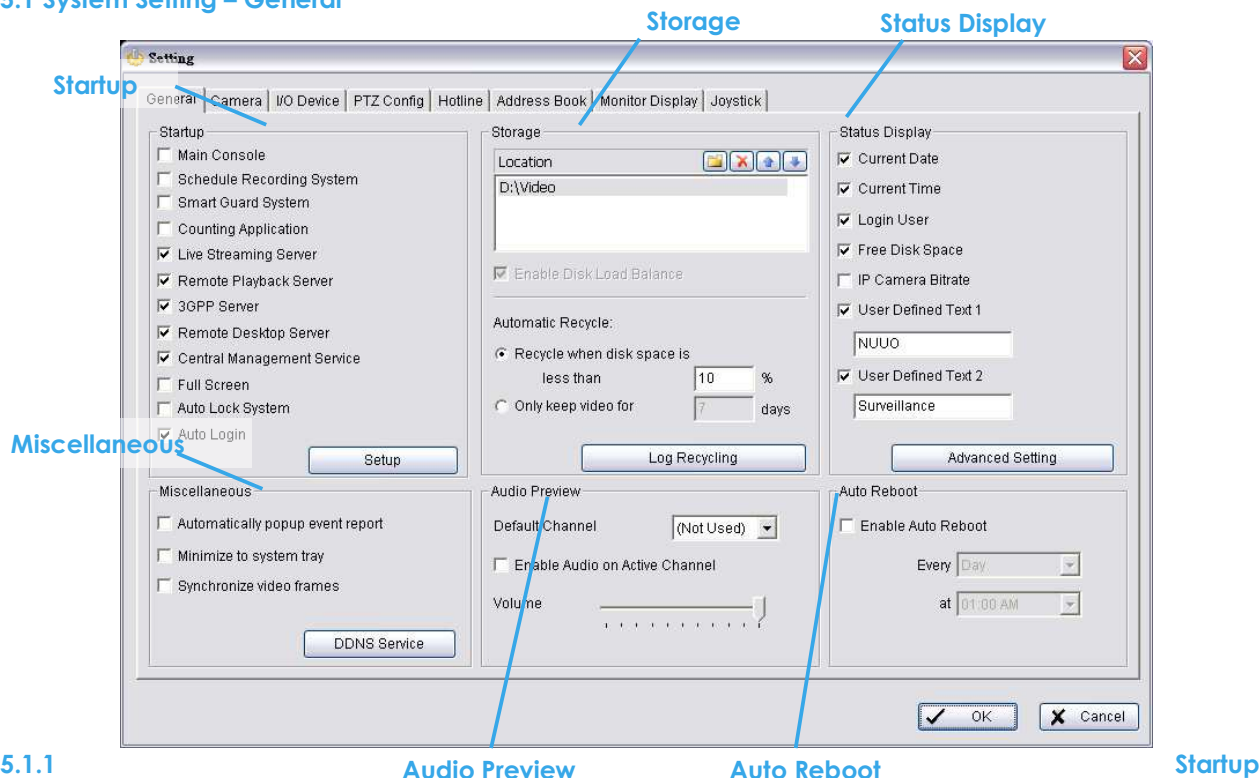 5.1 System Setting – General
Storage
Status Display
Setting
Startup
General Camera I/O Device PTZ Config Hotline Address Book Monitor Display Joystick
Startup
Main Console
Schedule Recording System
Smart Guard System
Counting Application
Live Streaming Server
Remote Playback Server
3GPP Server
Remote Desktop Server
Central Management Service
Full Screen
Auto Lock System
Auto Login
Setup
Storage
Location
D:\Video
Enable Disk Load Balance
Automatic Recycle:
Recycle when disk space is
less than 10 %
Only keep video for 7 days
Log Recycling
Status Display
Current Date
Current Time
Login User
Free Disk Space
IP Camera Bitrate
User Defined Text 1
NUUO
User Defined Text 2
Surveillance
Advanced Setting
Miscellaneous
Miscellaneous
Automatically popup event report
Minimize to system tray
Synchronize video frames
DDNS Service
Audio Preview
Default Channel (Not Used)
Enable Audio on Active Channel
Volume
Auto Reboot
Enable Auto Reboot
Every Day
at 01:00 AM
OK Cancel
5.1.1
Audio Preview
Auto Reboot
Startup